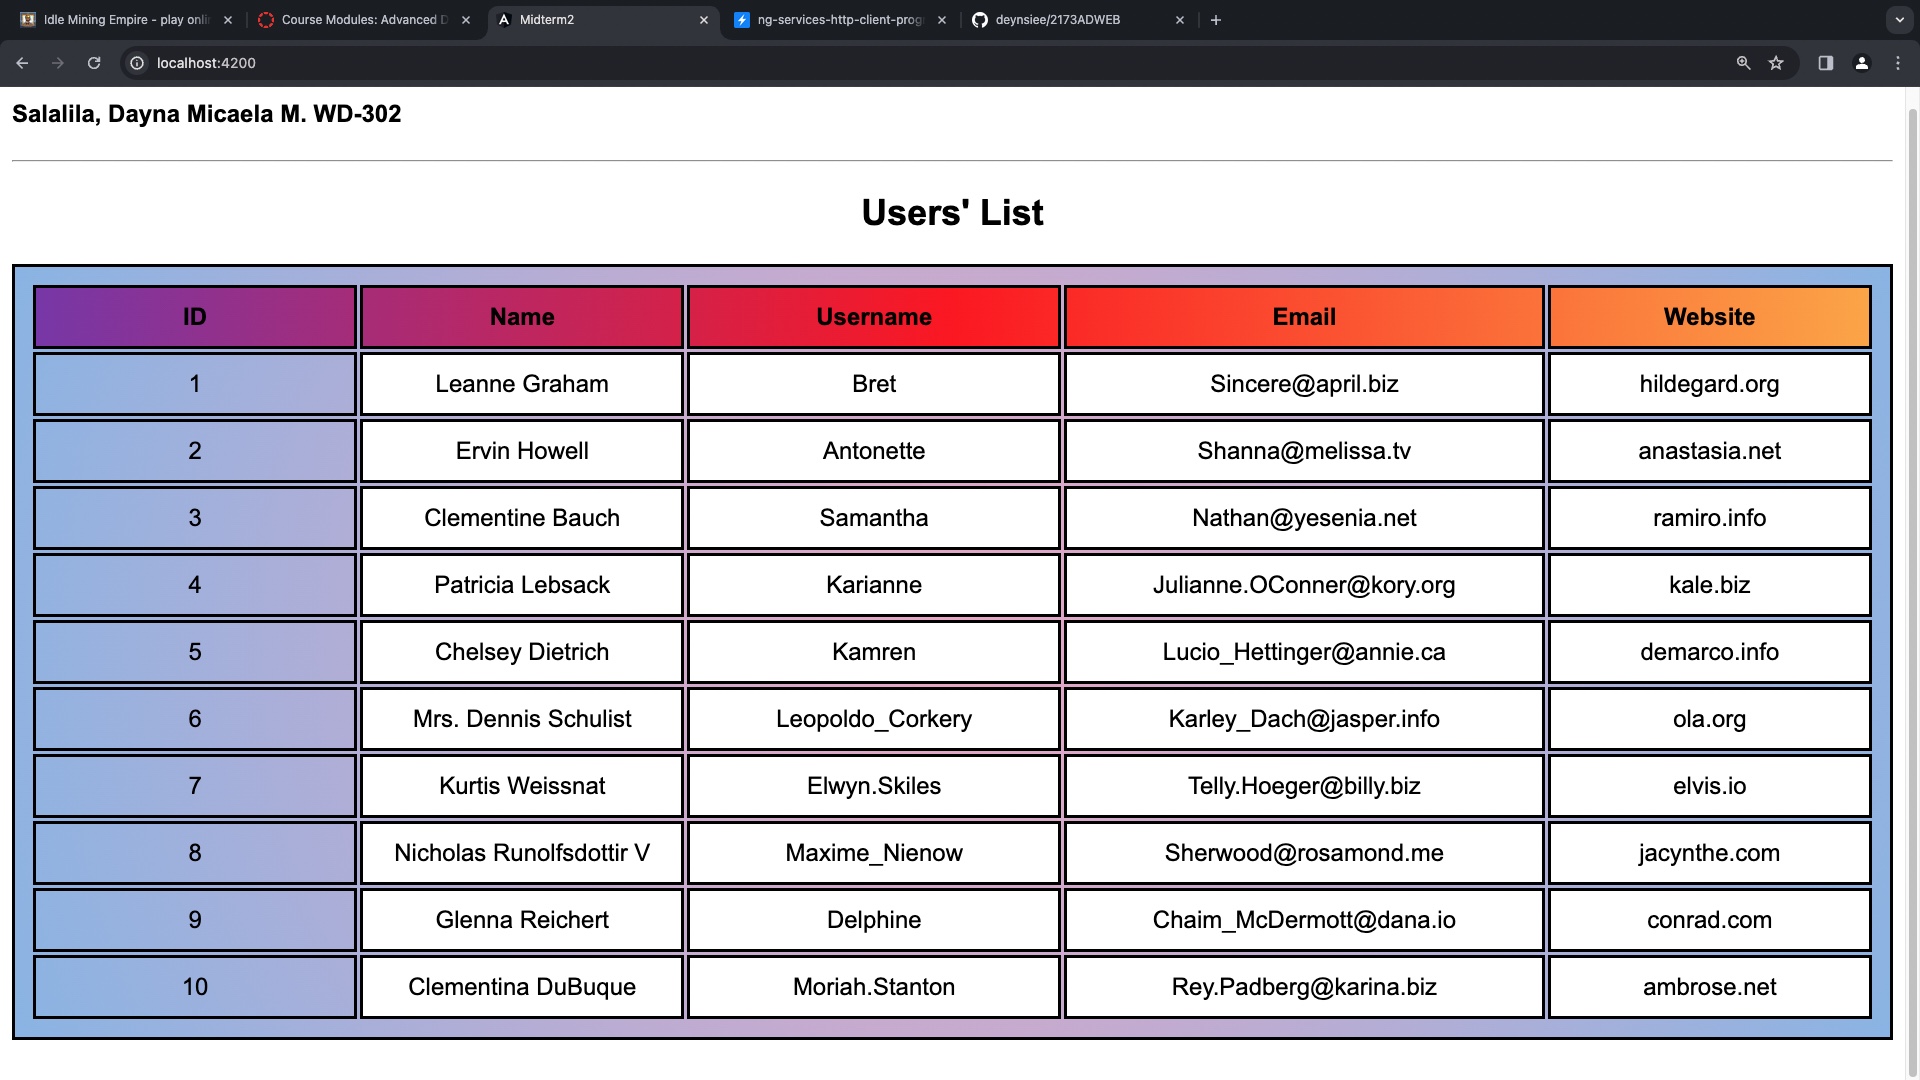 Idle Mining Empire - play onli
Course Modules: Advanced D
Midterm2
ng-services-http-client-prog
deynsiee/2173ADWEB
localhost:4200
Salalila, Dayna Micaela M. WD-302
Users' List
ID Name Username Email Website
1 Leanne Graham Bret Sincere@april.biz hildegard.org
2 Ervin Howell Antonette Shanna@melissa.tv anastasia.net
3 Clementine Bauch Samantha Nathan@yesenia.net ramiro.info
4 Patricia Lebsack Karianne Julianne.OConner@kory.org kale.biz
5 Chelsey Dietrich Kamren Lucio_Hettinger@annie.ca demarco.info
6 Mrs. Dennis Schulist Leopoldo_Corkery Karley_Dach@jasper.info ola.org
7 Kurtis Weissnat Elwyn.Skiles Telly.Hoeger@billy.biz elvis.io
8 Nicholas Runolfsdottir V Maxime_Nienow Sherwood@rosamond.me jacynthe.com
9 Glenna Reichert Delphine Chaim_McDermott@dana.io conrad.com
10 Clementina DuBuque Moriah.Stanton Rey.Padberg@karina.biz ambrose.net